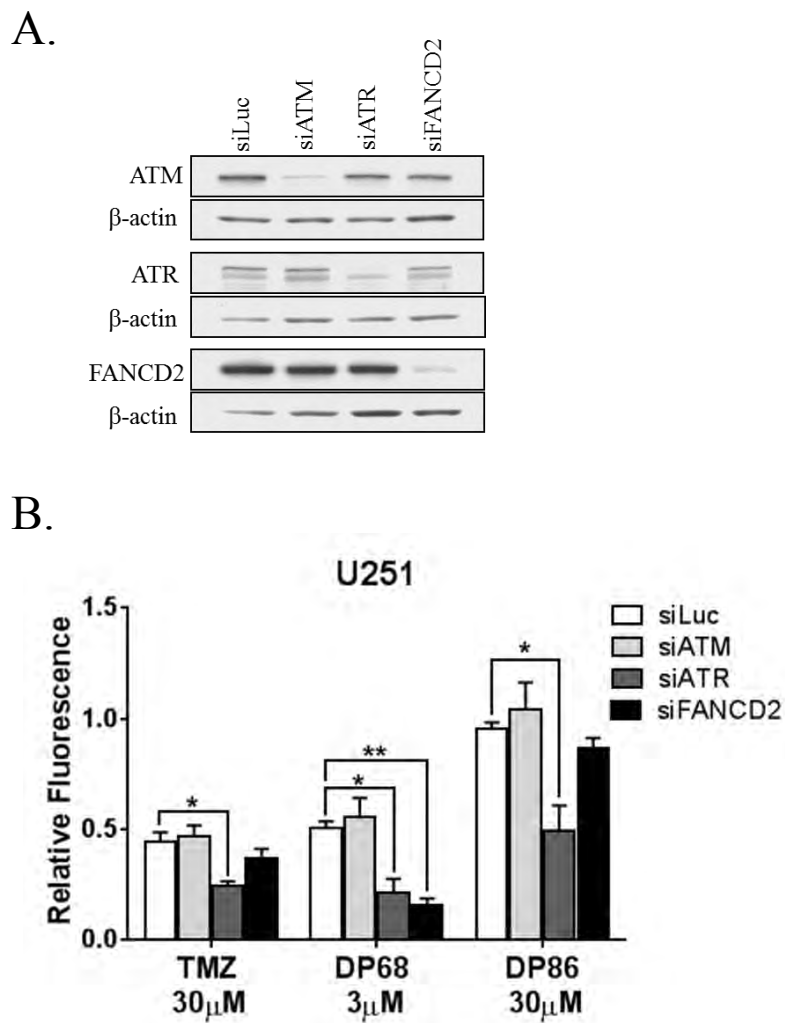 A.
siLuc siATM siATR siFANCD2
ATM
β-actin
ATR
β-actin
FANCD2
β-actin
B.
U251
Relative Fluorescence
1.5
1.0
0.5
0.0
* ** * *
siLuc
siATM
siATR
siFANCD2
TMZ DP68 DP86
30μM 3μM 30μM